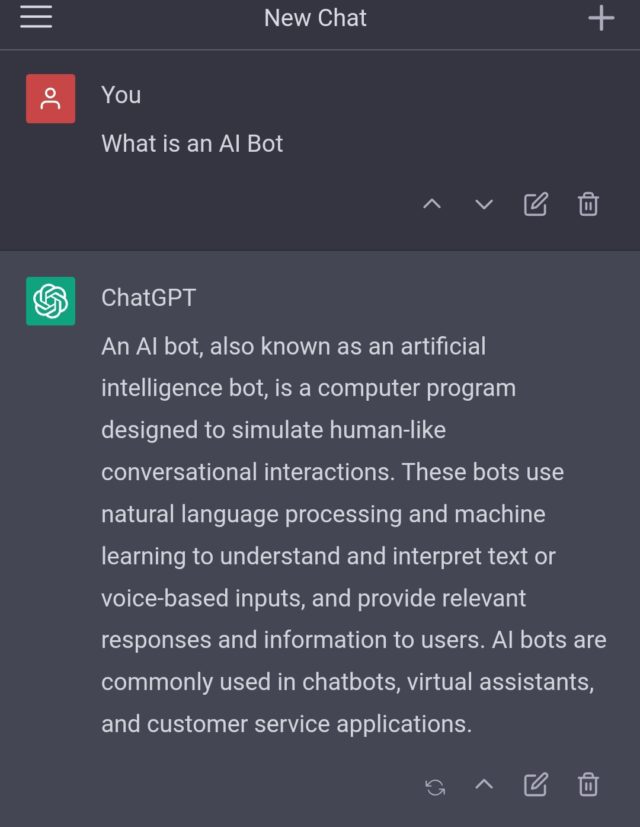 New Chat
You
What is an AI Bot
ChatGPT
An AI bot, also known as an artificial
intelligence bot, is a computer program
designed to simulate human-like
conversational interactions. These bots use
natural language processing and machine
learning to understand and interpret text or
voice-based inputs, and provide relevant
responses and information to users. AI bots are
commonly used in chatbots, virtual assistants,
and customer service applications.